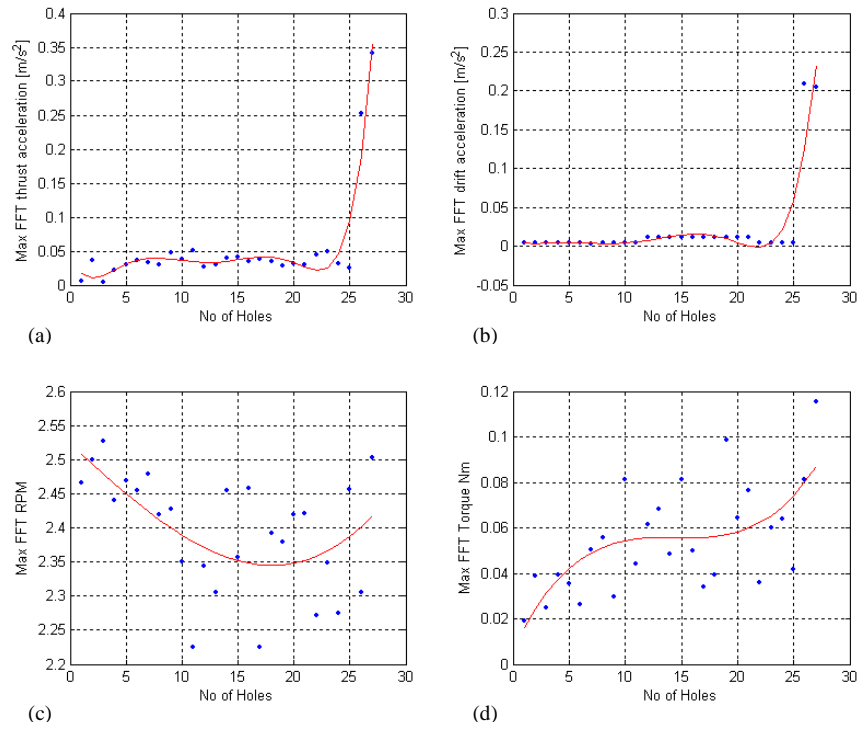 0.4
0.35
0.3
0.25
0.2
0.15
0.1
0.05
0
0 5 10 15 20 25 30
Max FFT thrust acceleration [m/s²]
No of Holes
(a)
0.3
0.25
0.2
0.15
0.1
0.05
0
-0.05
0 5 10 15 20 25 30
Max FFT drift acceleration [m/s²]
No of Holes
(b)
2.6
2.55
2.5
2.45
2.4
2.35
2.3
2.25
2.2
0 5 10 15 20 25 30
Max FFT RPM
No of Holes
(c)
0.12
0.1
0.08
0.06
0.04
0.02
0
0 5 10 15 20 25 30
Max FFT Torque Nm
No of Holes
(d)